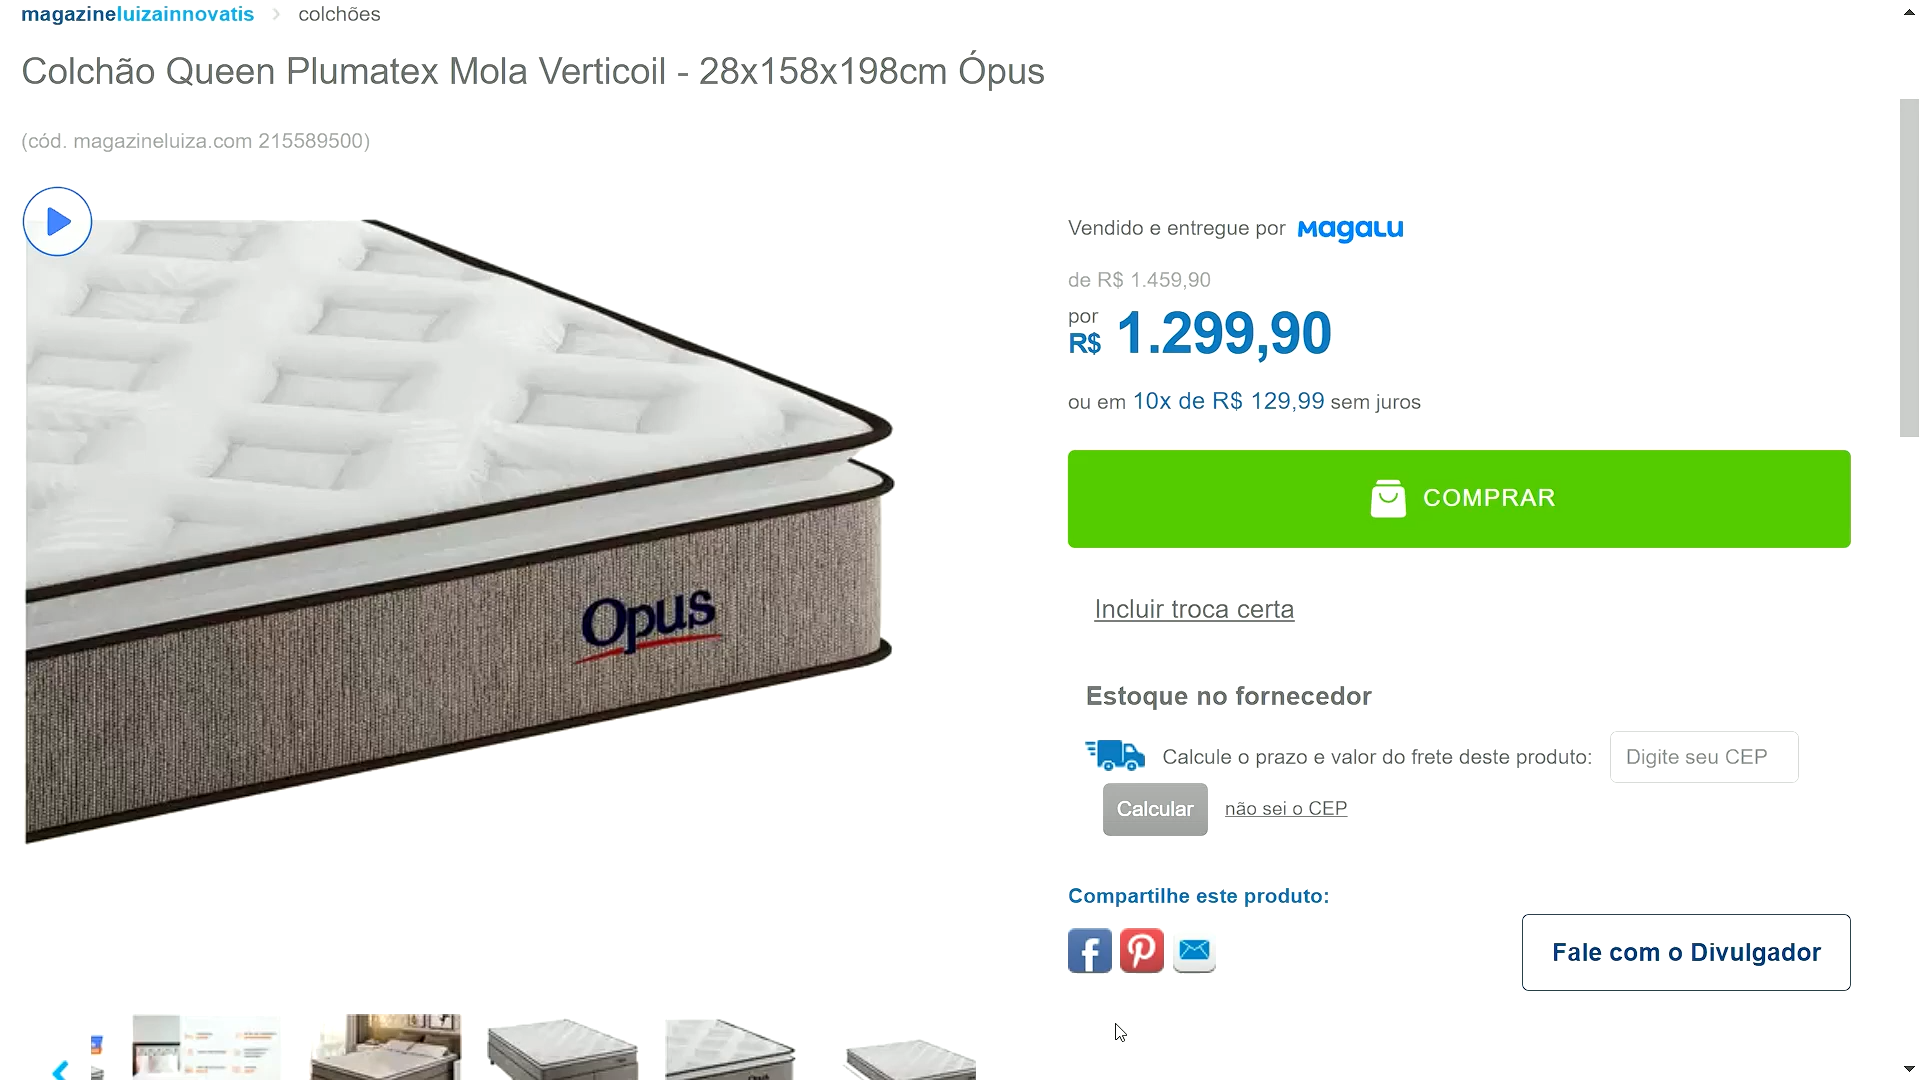 magazineluizainnovatis > colchões
Colchão Queen Plumatex Mola Verticoil - 28x158x198cm Ópus
(cód. magazineluiza.com 215589500)
Vendido e entregue por Magalu
de R$ 1.459,90
por
R$ 1.299,90
ou em 10x de R$ 129,99 sem juros
COMPRAR
Incluir troca certa
Opus
Estoque no fornecedor
Calcule o prazo e valor do frete deste produto: Digite seu CEP
Calcular não sei o CEP
Compartilhe este produto:
Fale com o Divulgador